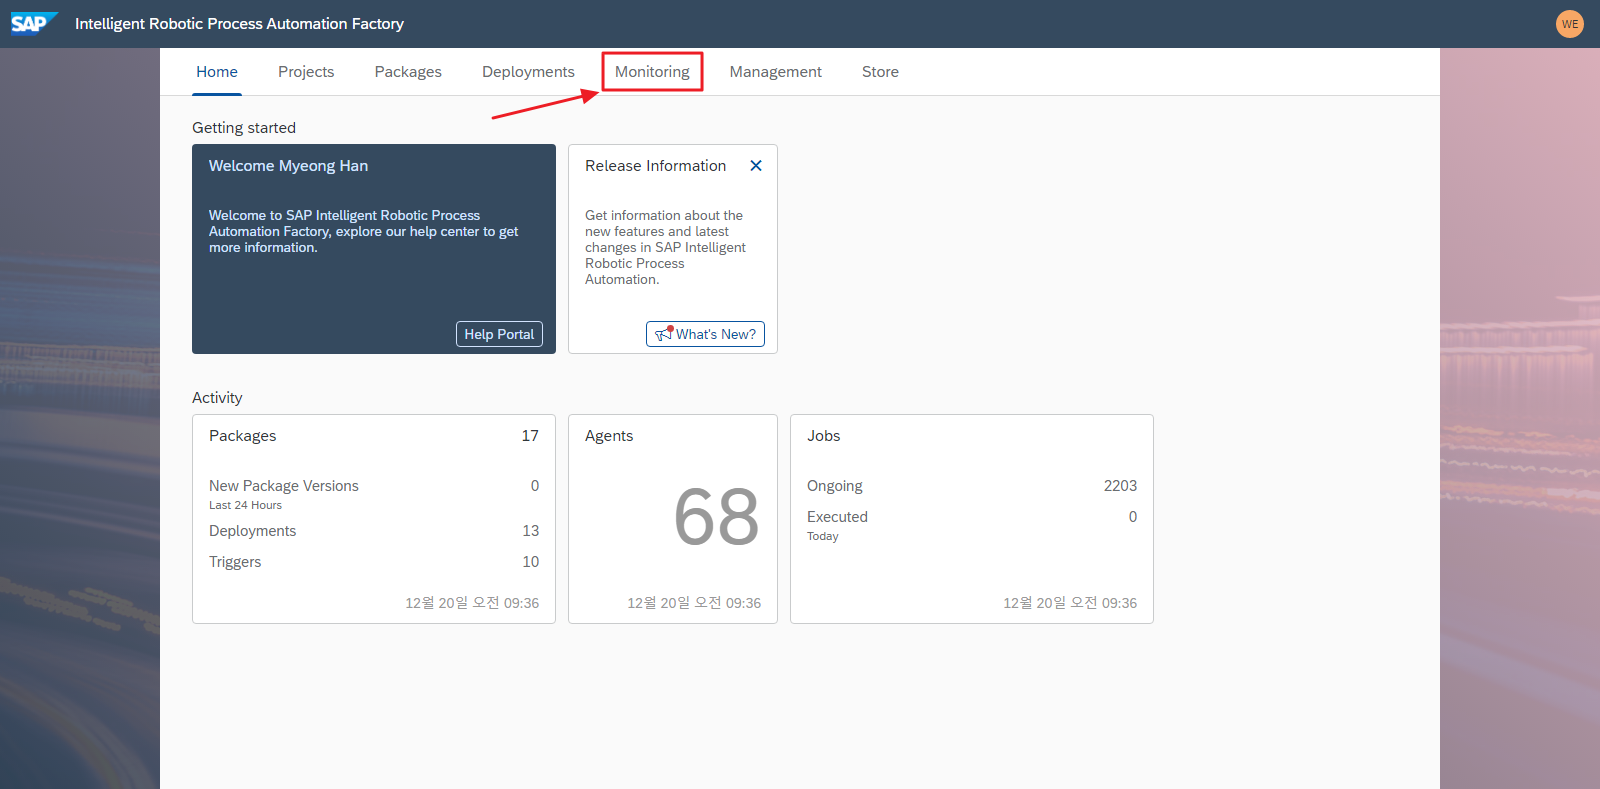 SAP Intelligent Robotic Process Automation Factory WE
Home Projects Packages Deployments Monitoring Management Store
Getting started
Welcome Myeong Han
Welcome to SAP Intelligent Robotic Process
Automation Factory, explore our help center to get
more information.
Help Portal
Release Information
Get information about the
new features and latest
changes in SAP Intelligent
Robotic Process
Automation.
What's New?
Activity
Packages 17
New Package Versions 0
Last 24 Hours
Deployments 13
Triggers 10
12월 20일 오전 09:36
Agents
68
12월 20일 오전 09:36
Jobs
Ongoing 2203
Executed 0
Today
12월 20일 오전 09:36